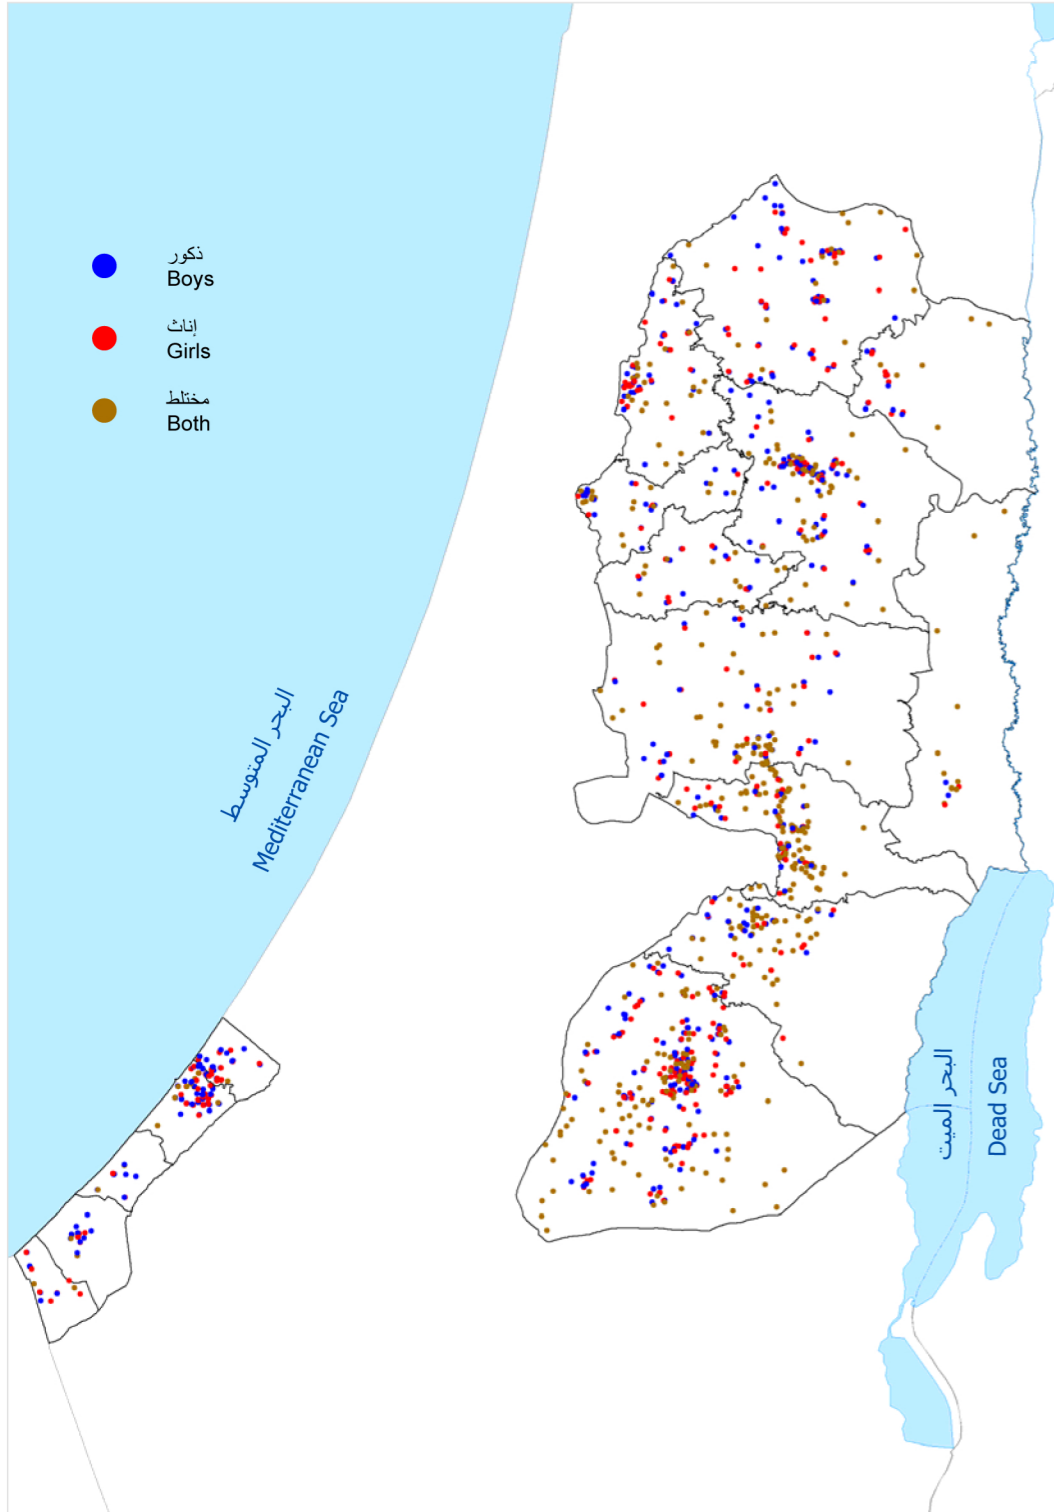 ذكور
Boys
إناث
Girls
مختلط
Both
البحر المتوسط
Mediterranean Sea
البحر الميت
Dead Sea